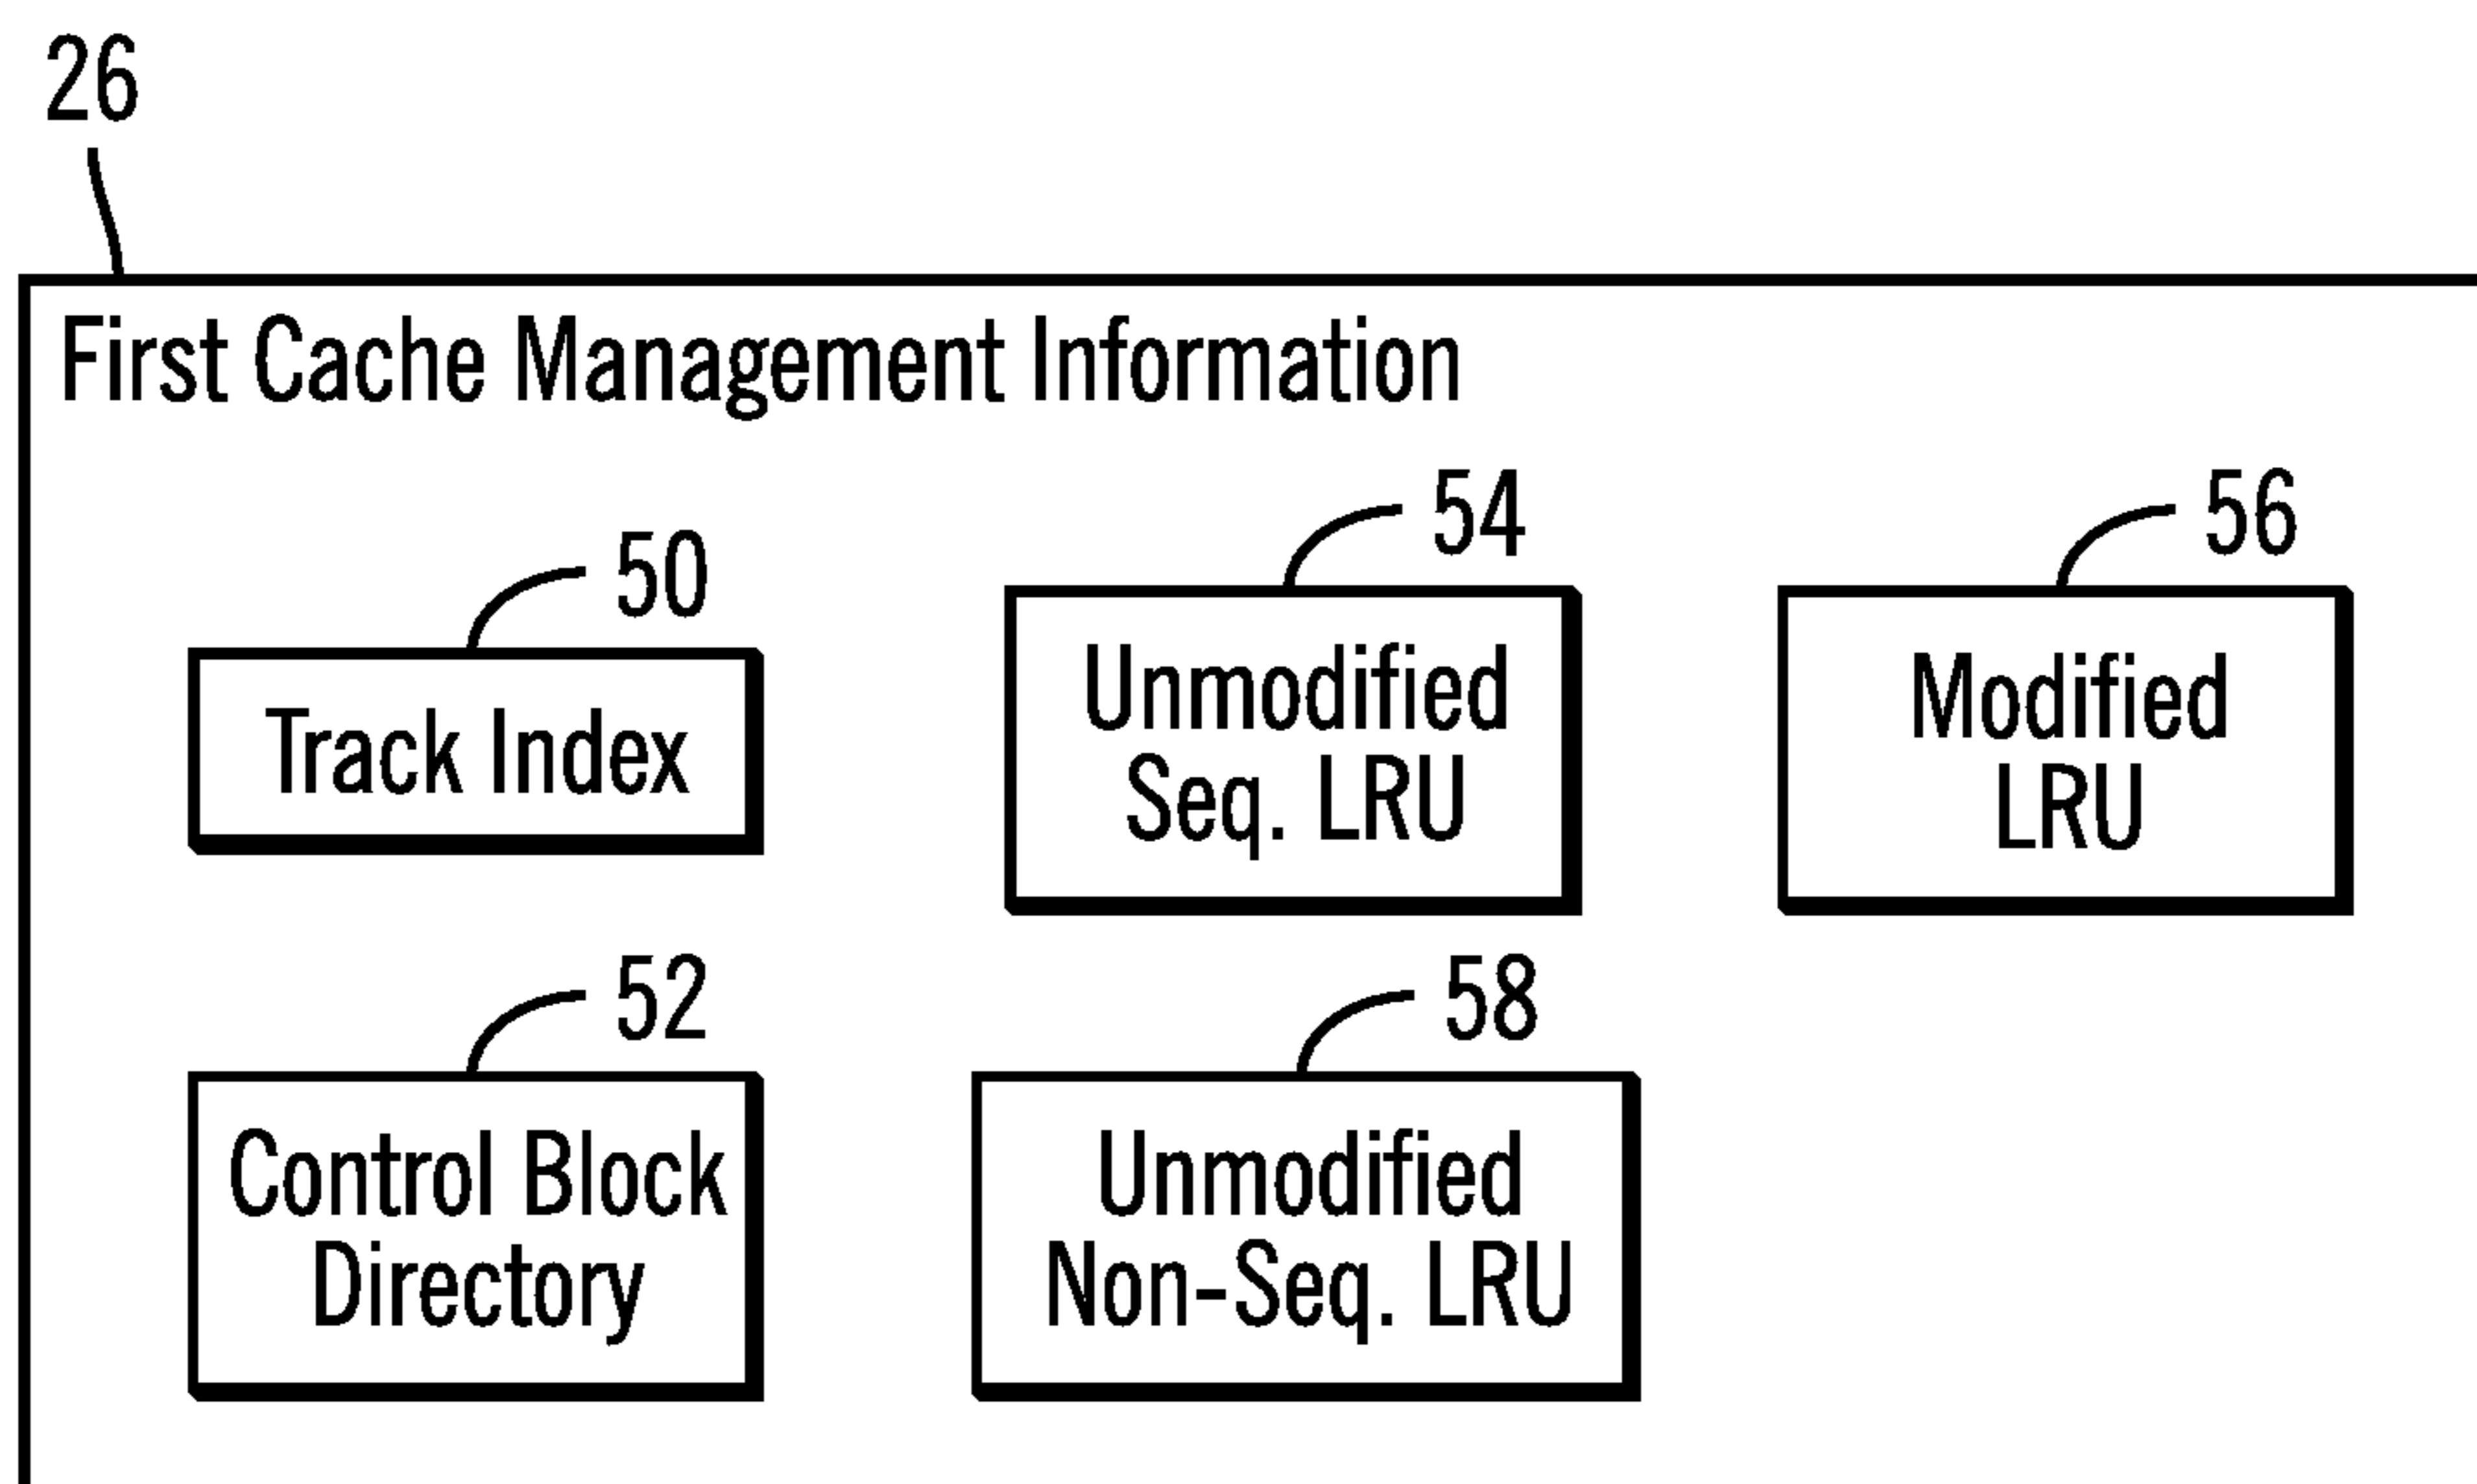 26
First Cache Management Information
50
Track Index
54
Unmodified
Seq. LRU
56
Modified
LRU
52
Control Block
Directory
58
Unmodified
Non-Seq. LRU